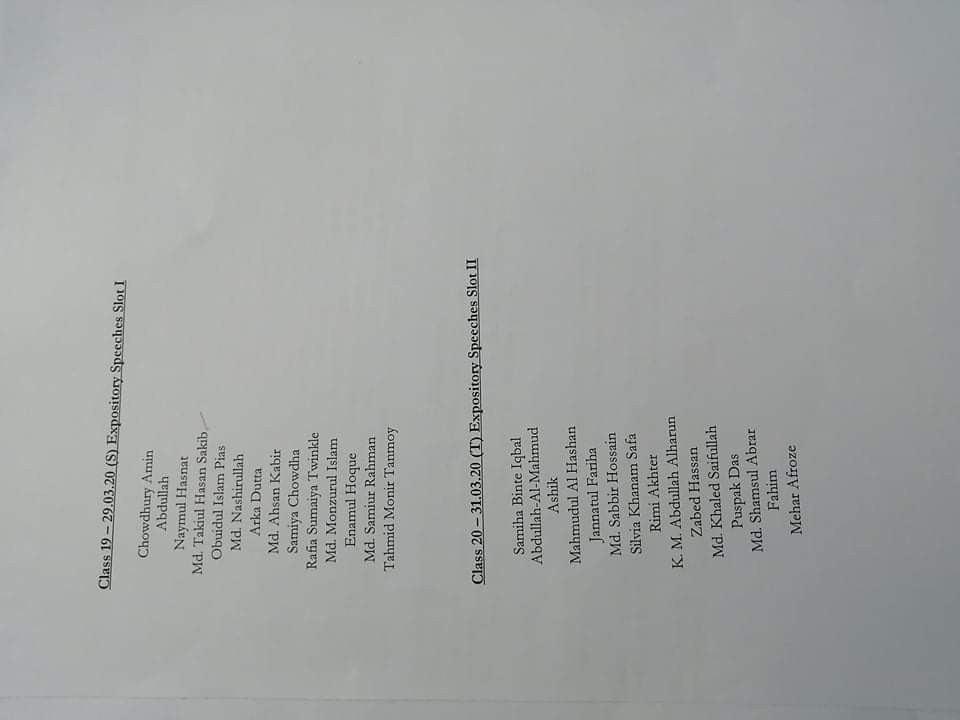 Class 19 – 29.03.20 (S) Expository Speeches Slot I
Chowdhury Amin
Abdullah
Naymul Hasnat
Md. Takiul Hasan Sakib
Obuidul Islam Pias
Md. Nashirullah
Arka Dutta
Md. Ahsan Kabir
Samiya Chowdha
Rafia Sumaiya Twinkle
Md. Monzurul Islam
Enamul Hoque
Md. Samiur Rahman
Tahmid Monir Tanmoy
Class 20 – 31.03.20 (T) Expository Speeches Slot II
Samiha Binte Iqbal
Abdullah-Al-Mahmud
Ashik
Mahmudul Al Hashan
Jannatul Fariha
Md. Sabbir Hossain
Silvia Khanam Safa
Rimi Akhter
K. M. Abdullah Alharun
Zabed Hassan
Md. Khaled Saifullah
Puspak Das
Md. Shamsul Abrar
Fahim
Mehar Afroze